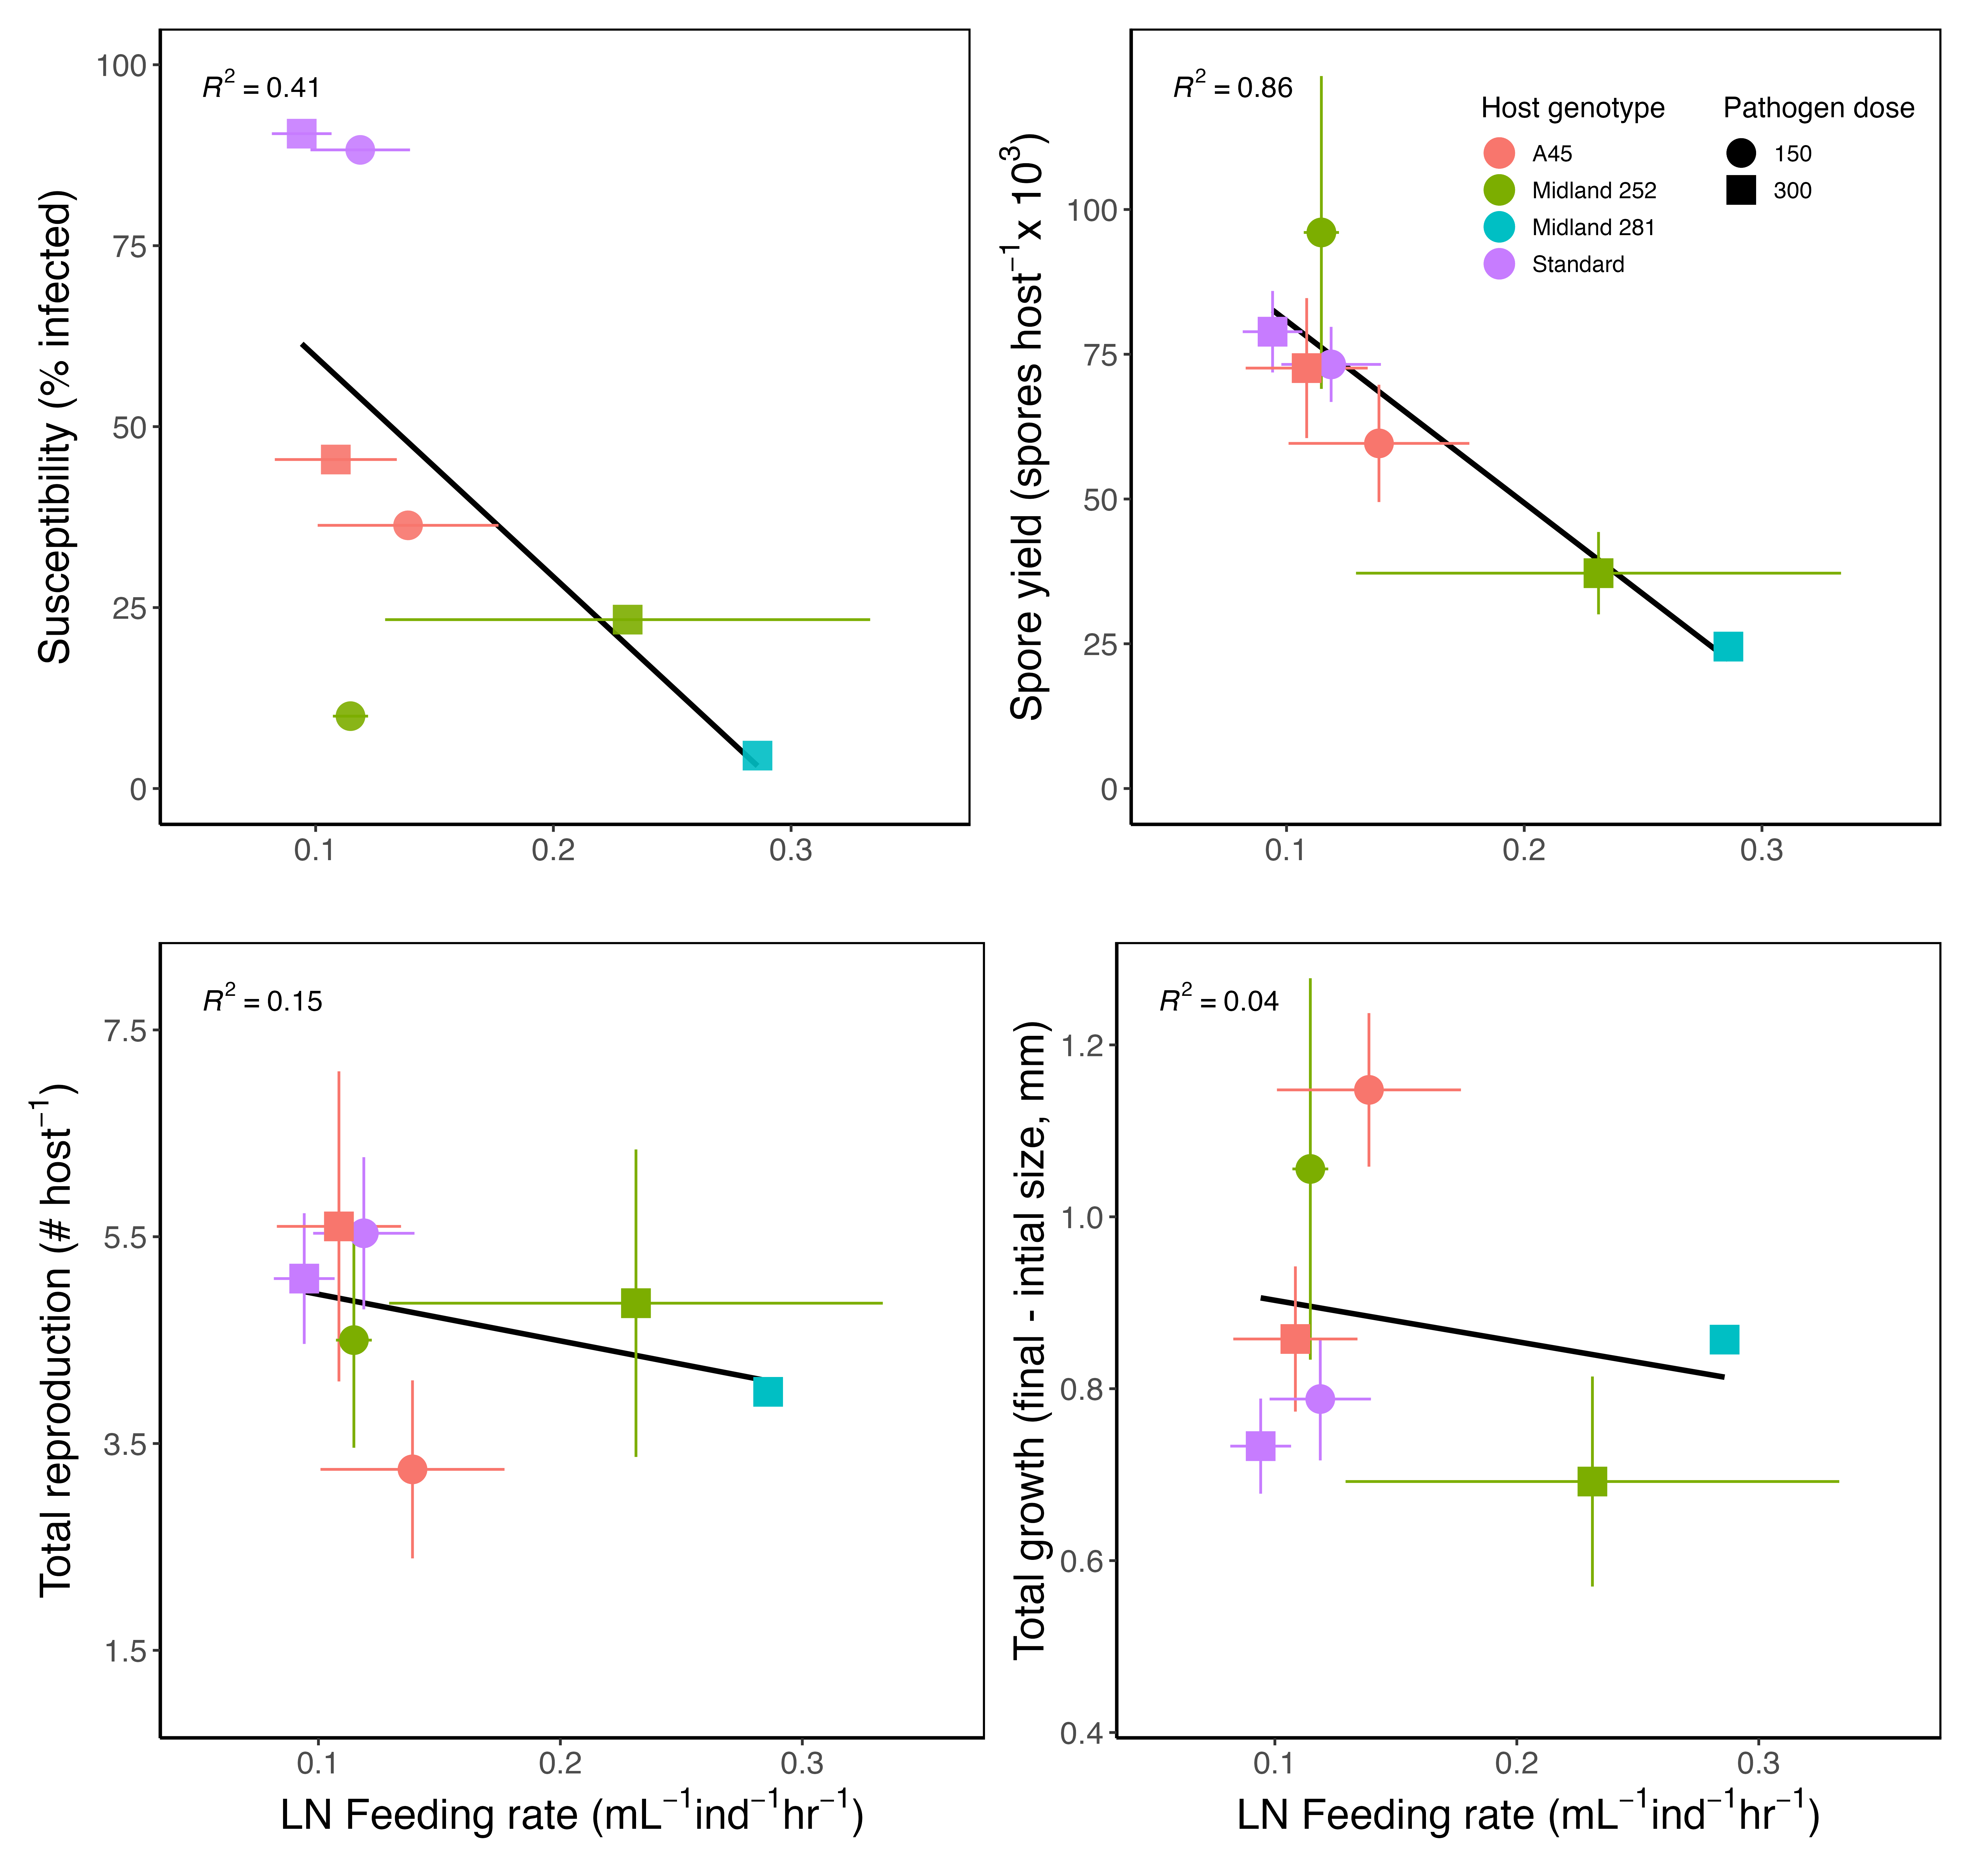 R² = 0.41
100
75
50
25
0
Susceptibility (% infected)
0.1 0.2 0.3
R² = 0.86
Host genotype
A45
Midland 252
Midland 281
Standard
Pathogen dose
150
300
100
75
50
25
0
Spore yield (spores host⁻¹ x 10³)
0.1 0.2 0.3
R² = 0.15
7.5
5.5
3.5
1.5
Total reproduction (# host⁻¹)
0.1 0.2 0.3
LN Feeding rate (mL⁻¹ind⁻¹hr⁻¹)
R² = 0.04
1.2
1.0
0.8
0.6
0.4
Total growth (final - intial size, mm)
0.1 0.2 0.3
LN Feeding rate (mL⁻¹ind⁻¹hr⁻¹)